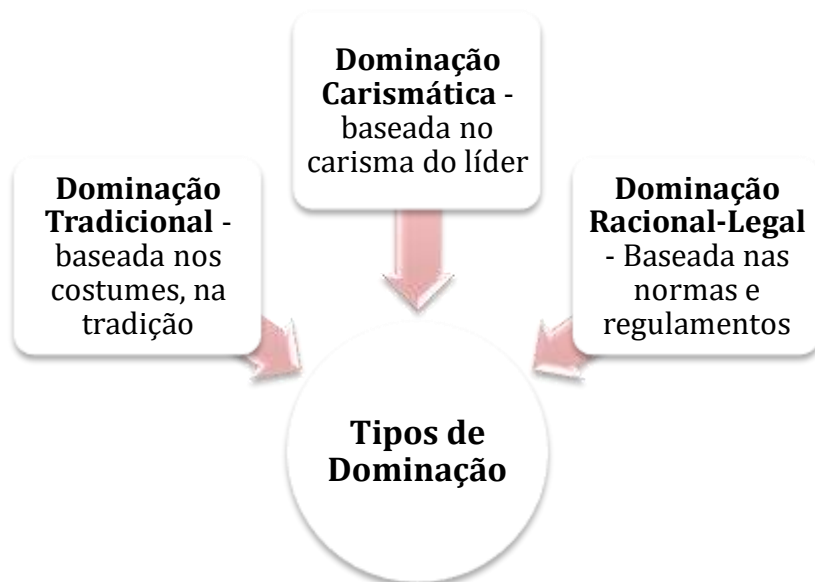 Dominação
Carismática -
baseada no
carisma do líder
Dominação
Tradicional -
baseada nos
costumes, na
tradição
Dominação
Racional-Legal
- Baseada nas
normas e
regulamentos
Tipos de
Dominação